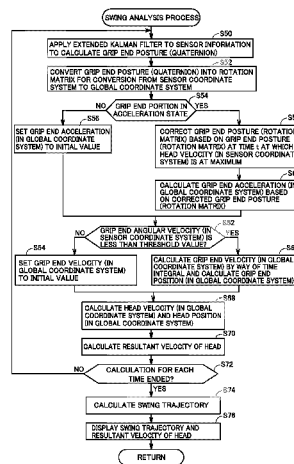 SWING ANALYSIS PROCESS
S50
APPLY EXTENDED KALMAN FILTER TO SENSOR INFORMATION
TO CALCULATE GRIP END POSTURE (QUATERNION)
S52
CONVERT GRIP END POSTURE (QUATERNION) INTO ROTATION
MATRIX FOR CONVERSION FROM SENSOR COORDINATE
SYSTEM TO GLOBAL COORDINATE SYSTEM
S54
NO
GRIP END PORTION IN
ACCELERATION STATE
YES
S56
SET GRIP END ACCELERATION
(IN GLOBAL COORDINATE
SYSTEM) TO INITIAL VALUE
CORRECT GRIP END POSTURE (ROTATION
MATRIX) BASED ON GRIP END POSTURE
(ROTATION MATRIX) AT TIME t AT WHICH
HEAD VELOCITY (IN SENSOR COORDINATE
SYSTEM) IS AT MAXIMUM
CALCULATE GRIP END ACCELERATION (IN
GLOBAL COORDINATE SYSTEM) BASED
ON CORRECTED GRIP END POSTURE
(ROTATION MATRIX)
S62
NO
GRIP END ANGULAR VELOCITY (IN
SENSOR COORDINATE SYSTEM) IS
LESS THAN THRESHOLD VALUE?
YES
S64
SET GRIP END VELOCITY (IN
GLOBAL COORDINATE SYSTEM)
TO INITIAL VALUE
CALCULATE GRIP END VELOCITY (IN GLOBAL
COORDINATE SYSTEM) BY WAY OF TIME
INTEGRAL AND CALCULATE GRIP END
POSITION (IN GLOBAL COORDINATE SYSTEM)
S68
CALCULATE HEAD VELOCITY (IN GLOBAL
COORDINATE SYSTEM) AND HEAD POSITION
(IN GLOBAL COORDINATE SYSTEM)
S70
CALCULATE RESULTANT VELOCITY OF HEAD
S72
NO
CALCULATION FOR EACH
TIME ENDED?
YES
S74
CALCULATE SWING TRAJECTORY
S76
DISPLAY SWING TRAJECTORY AND
RESULTANT VELOCITY OF HEAD
RETURN